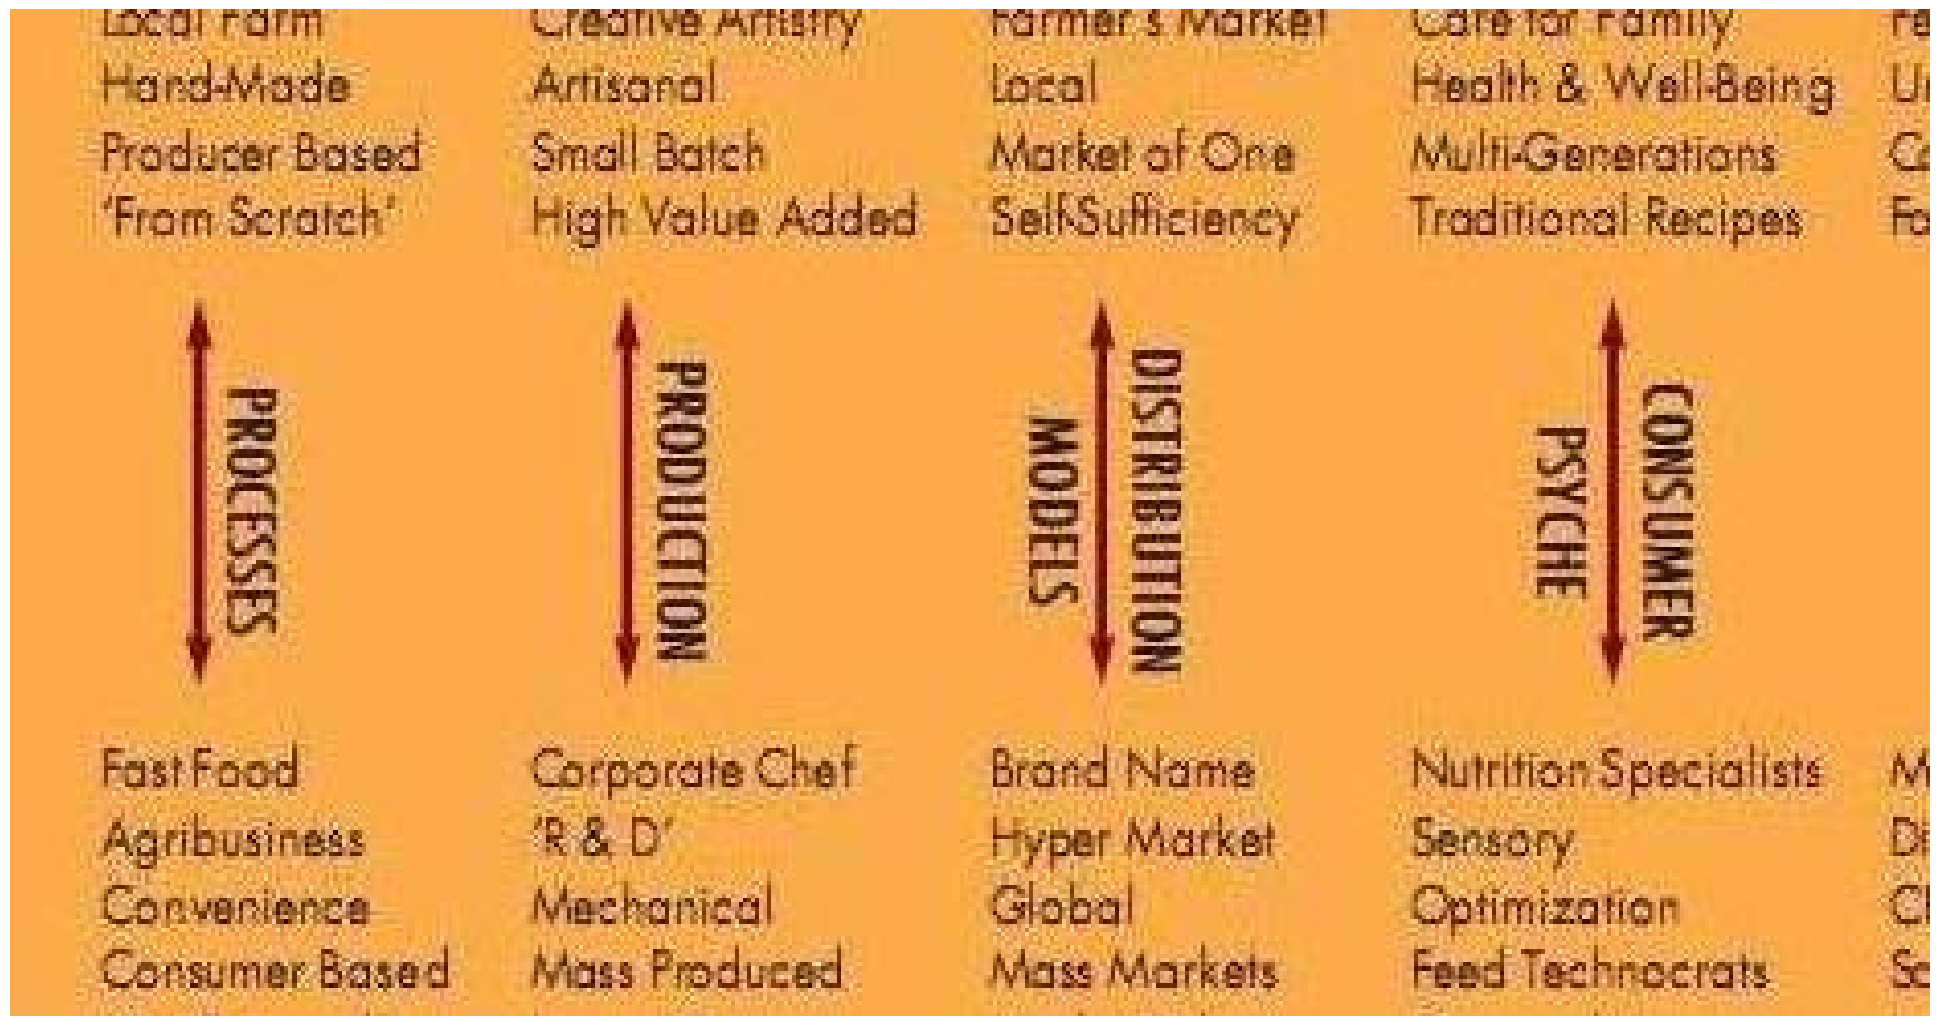 Local Farm
Hand-Made
Producer Based
'From Scratch'
Creative Artistry
Artisanal
Small Batch
High Value Added
Farmer's Market
Local
Market of One
Self-Sufficiency
Care for Family
Health & Well-Being
Multi-Generations
Traditional Recipes
PROCESSES
PRODUCTION
DISTRIBUTION
MODELS
CONSUMER
PSYCHE
Fast Food
Agribusiness
Convenience
Consumer Based
Corporate Chef
'R & D'
Mechanical
Mass Produced
Brand Name
Hyper Market
Global
Mass Markets
Nutrition Specialists
Sensory
Optimization
Feed Technocrats